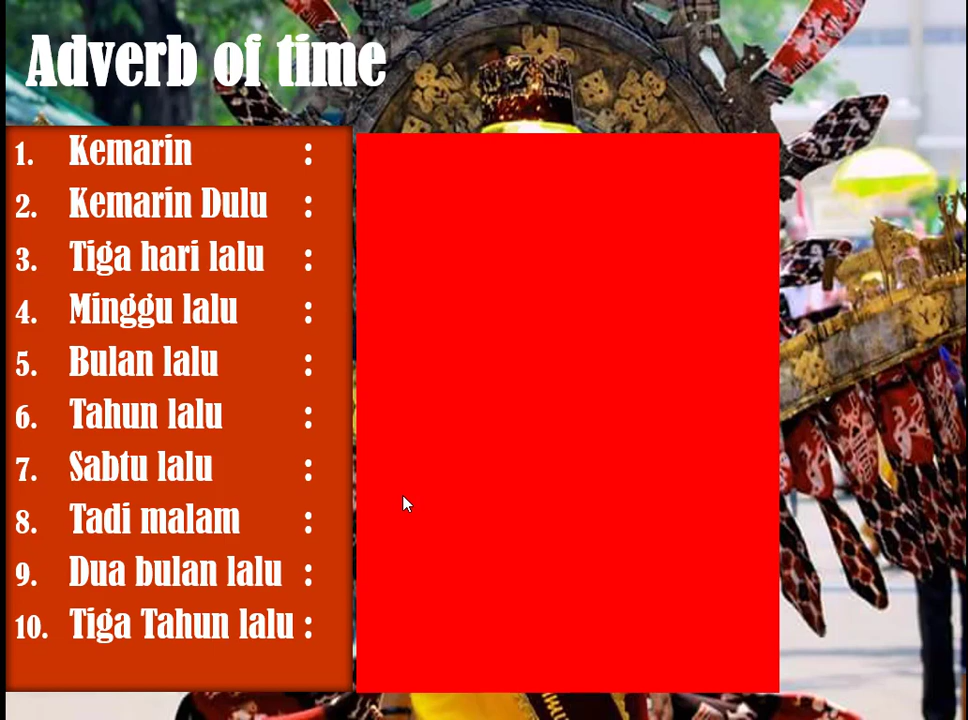 Adverb of time
1. Kemarin :
2. Kemarin Dulu :
3. Tiga hari lalu :
4. Minggu lalu :
5. Bulan lalu :
6. Tahun lalu :
7. Sabtu lalu :
8. Tadi malam :
9. Dua bulan lalu :
10. Tiga Tahun lalu :